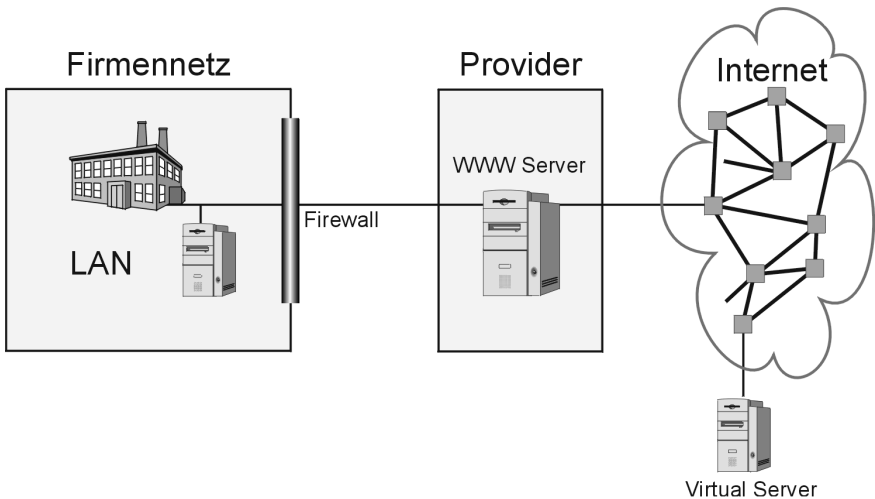 Firmennetz
Provider
Internet
WWW Server
Firewall
LAN
Virtual Server